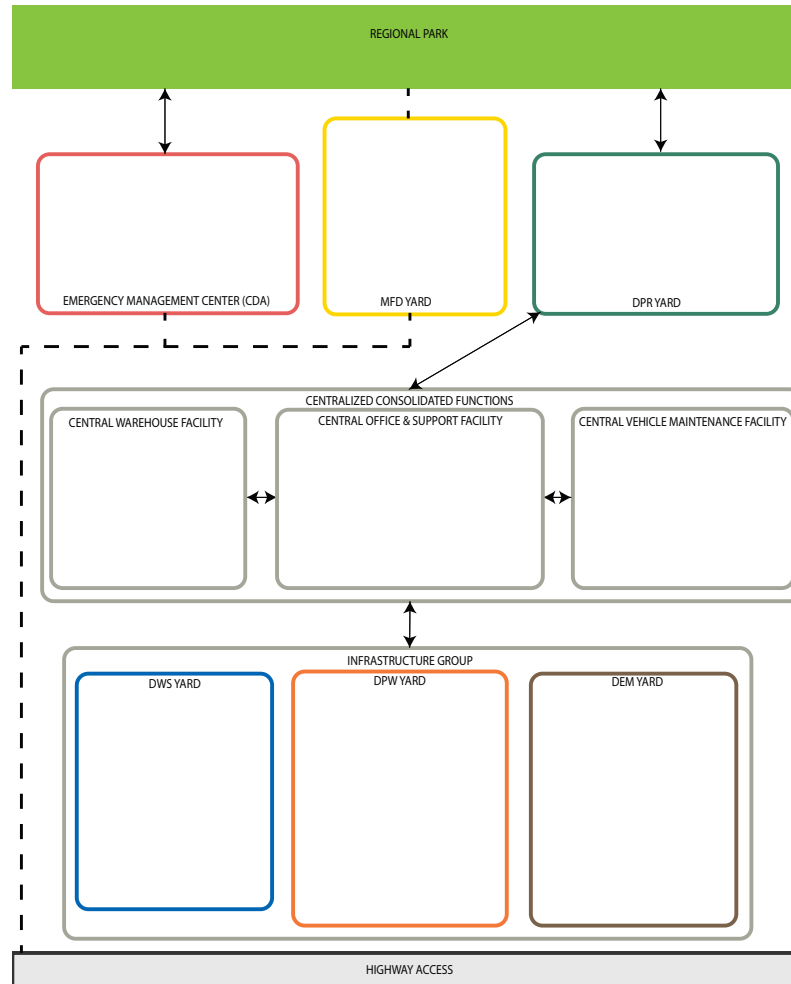 REGIONAL PARK
EMERGENCY MANAGEMENT CENTER (CDA)
MFD YARD
DPR YARD
CENTRALIZED CONSOLIDATED FUNCTIONS
CENTRAL WAREHOUSE FACILITY
CENTRAL OFFICE & SUPPORT FACILITY
CENTRAL VEHICLE MAINTENANCE FACILITY
INFRASTRUCTURE GROUP
DWS YARD
DPW YARD
DEM YARD
HIGHWAY ACCESS